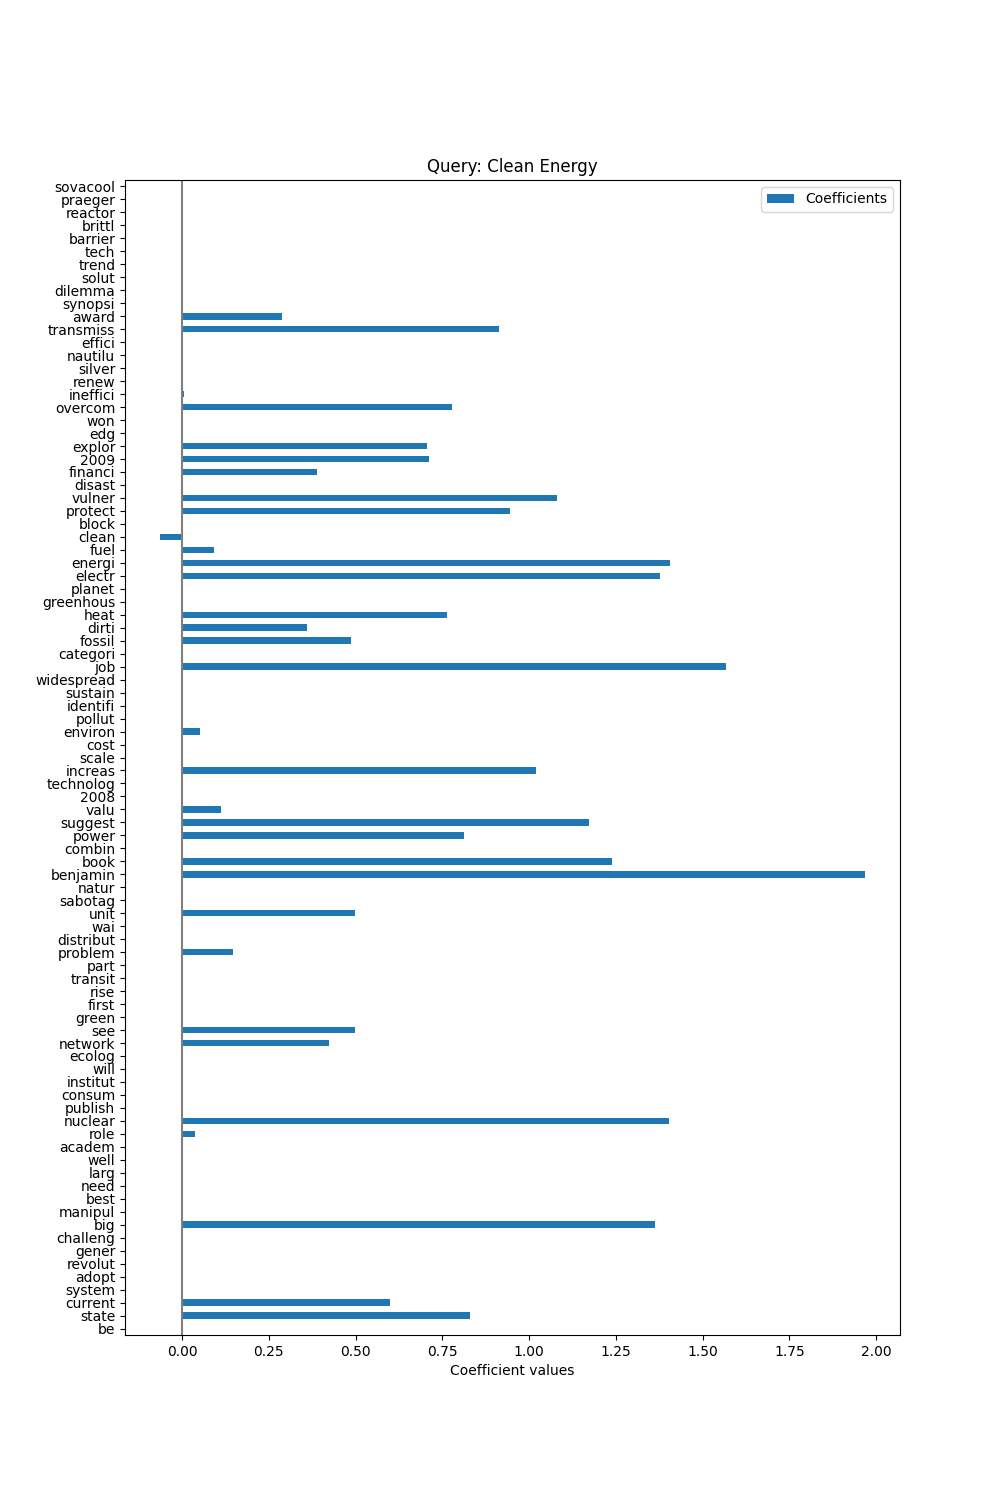 Query: Clean Energy
Coefficients
sovacool
praeger
reactor
brittl
barrier
tech
trend
solut
dilemma
synopsi
award
transmiss
effici
nautilu
silver
renew
ineffici
overcom
won
edg
explor
2009
financi
disast
vulner
protect
block
clean
fuel
energi
electr
planet
greenhous
heat
dirti
fossil
categori
job
widespread
sustain
identifi
pollut
environ
cost
scale
increas
technolog
2008
valu
suggest
power
combin
book
benjamin
natur
sabotag
unit
wai
distribut
problem
part
transit
rise
first
green
see
network
ecolog
will
institut
consum
publish
nuclear
role
academ
well
larg
need
best
manipul
big
challeng
gener
revolut
adopt
system
current
state
be
0.00 0.25 0.50 0.75 1.00 1.25 1.50 1.75 2.00
Coefficient values